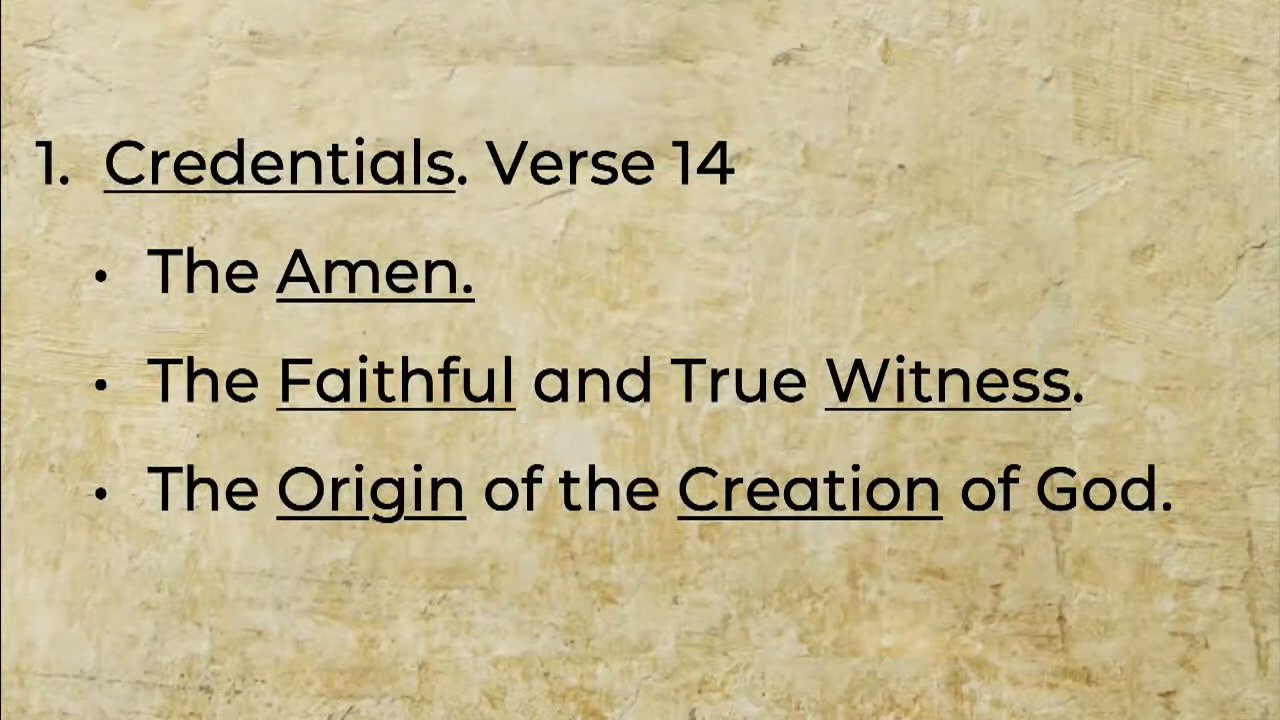 1. Credentials. Verse 14
• The Amen.
• The Faithful and True Witness.
• The Origin of the Creation of God.